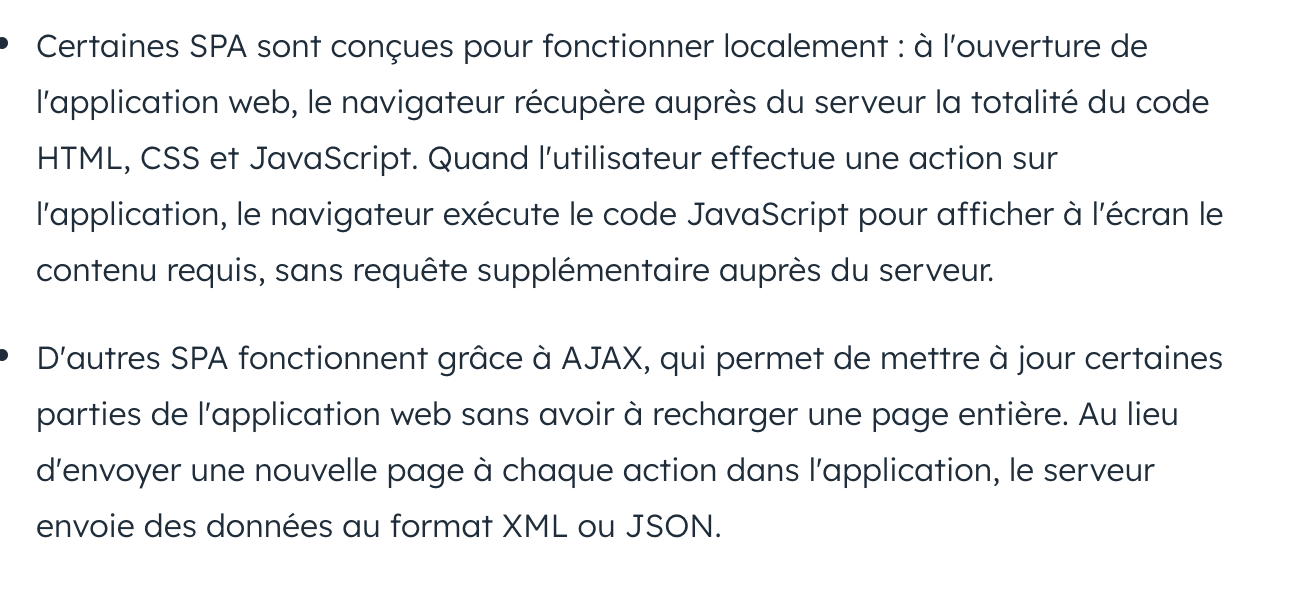 • Certaines SPA sont conçues pour fonctionner localement : à l'ouverture de
l'application web, le navigateur récupère auprès du serveur la totalité du code
HTML, CSS et JavaScript. Quand l'utilisateur effectue une action sur
l'application, le navigateur exécute le code JavaScript pour afficher à l'écran le
contenu requis, sans requête supplémentaire auprès du serveur.
• D'autres SPA fonctionnent grâce à AJAX, qui permet de mettre à jour certaines
parties de l'application web sans avoir à recharger une page entière. Au lieu
d'envoyer une nouvelle page à chaque action dans l'application, le serveur
envoie des données au format XML ou JSON.